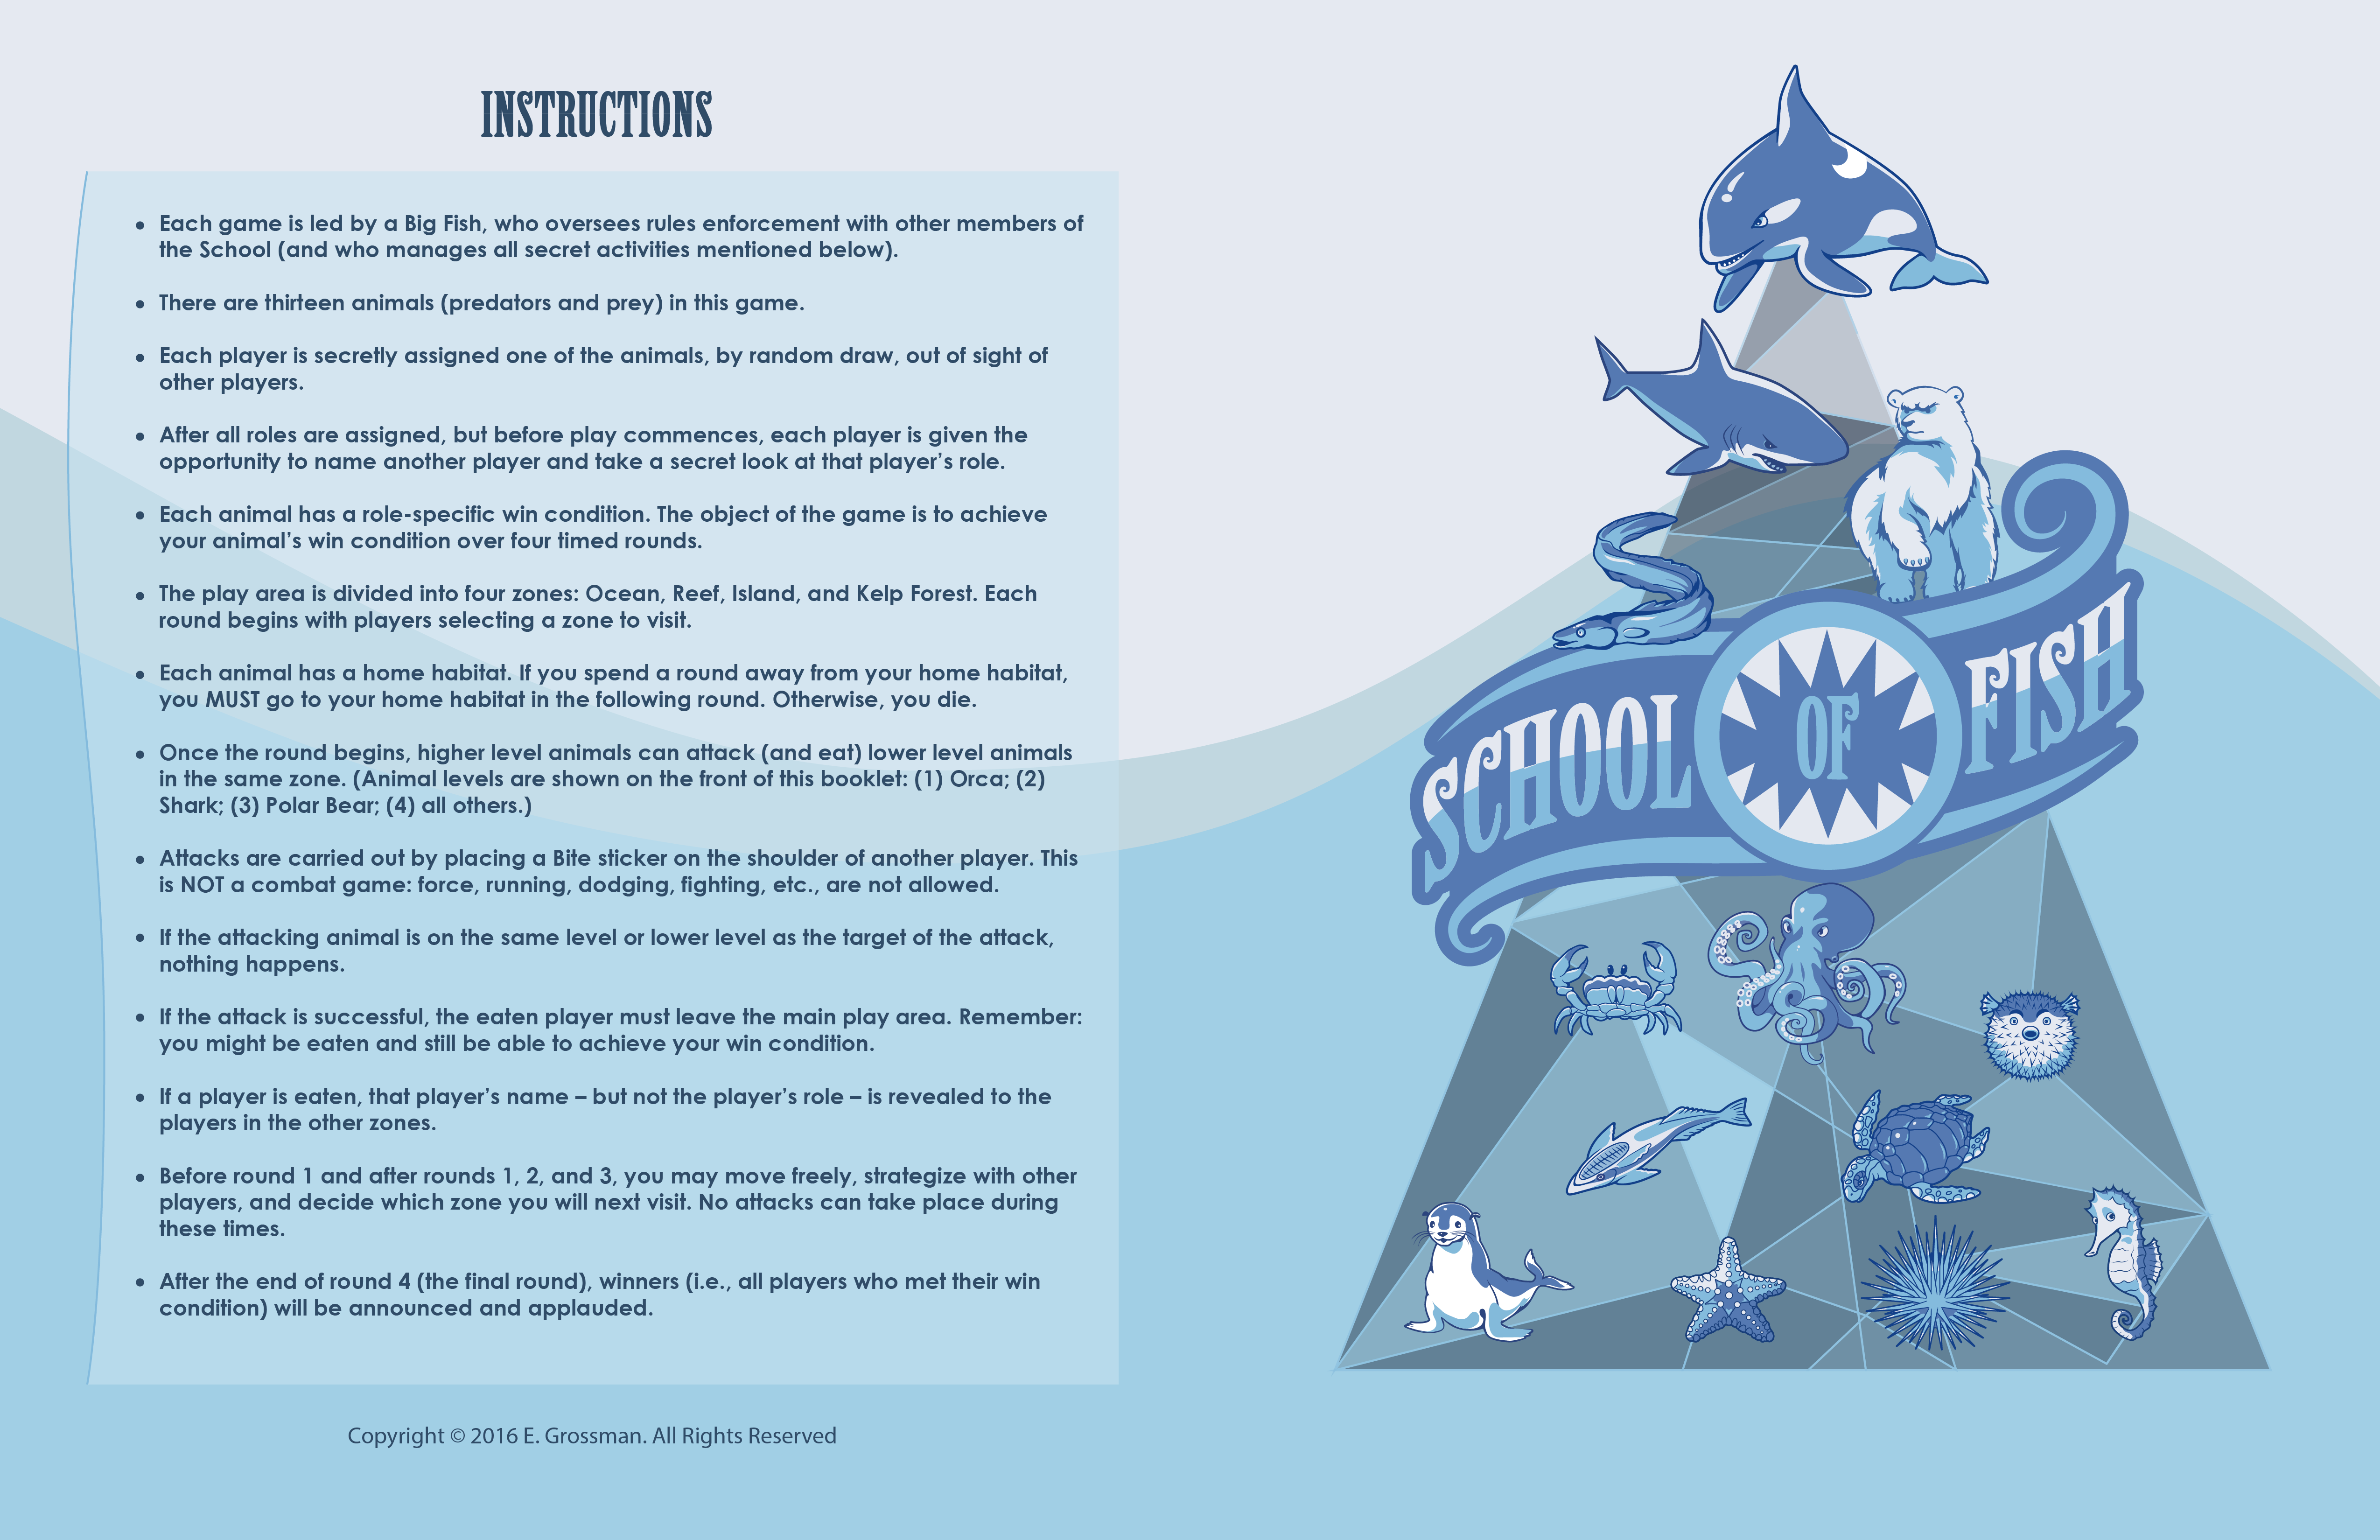 INSTRUCTIONS
• Each game is led by a Big Fish, who oversees rules enforcement with other members of
the School (and who manages all secret activities mentioned below).
• There are thirteen animals (predators and prey) in this game.
• Each player is secretly assigned one of the animals, by random draw, out of sight of
other players.
• After all roles are assigned, but before play commences, each player is given the
opportunity to name another player and take a secret look at that player’s role.
• Each animal has a role-specific win condition. The object of the game is to achieve
your animal’s win condition over four timed rounds.
• The play area is divided into four zones: Ocean, Reef, Island, and Kelp Forest. Each
round begins with players selecting a zone to visit.
• Each animal has a home habitat. If you spend a round away from your home habitat,
you MUST go to your home habitat in the following round. Otherwise, you die.
• Once the round begins, higher level animals can attack (and eat) lower level animals
in the same zone. (Animal levels are shown on the front of this booklet: (1) Orca; (2)
Shark; (3) Polar Bear; (4) all others.)
• Attacks are carried out by placing a Bite sticker on the shoulder of another player. This
is NOT a combat game: force, running, dodging, fighting, etc., are not allowed.
• If the attacking animal is on the same level or lower level as the target of the attack,
nothing happens.
• If the attack is successful, the eaten player must leave the main play area. Remember:
you might be eaten and still be able to achieve your win condition.
• If a player is eaten, that player’s name – but not the player’s role – is revealed to the
players in the other zones.
• Before round 1 and after rounds 1, 2, and 3, you may move freely, strategize with other
players, and decide which zone you will next visit. No attacks can take place during
these times.
• After the end of round 4 (the final round), winners (i.e., all players who met their win
condition) will be announced and applauded.
Copyright © 2016 E. Grossman. All Rights Reserved
SCHOOL OF FISH